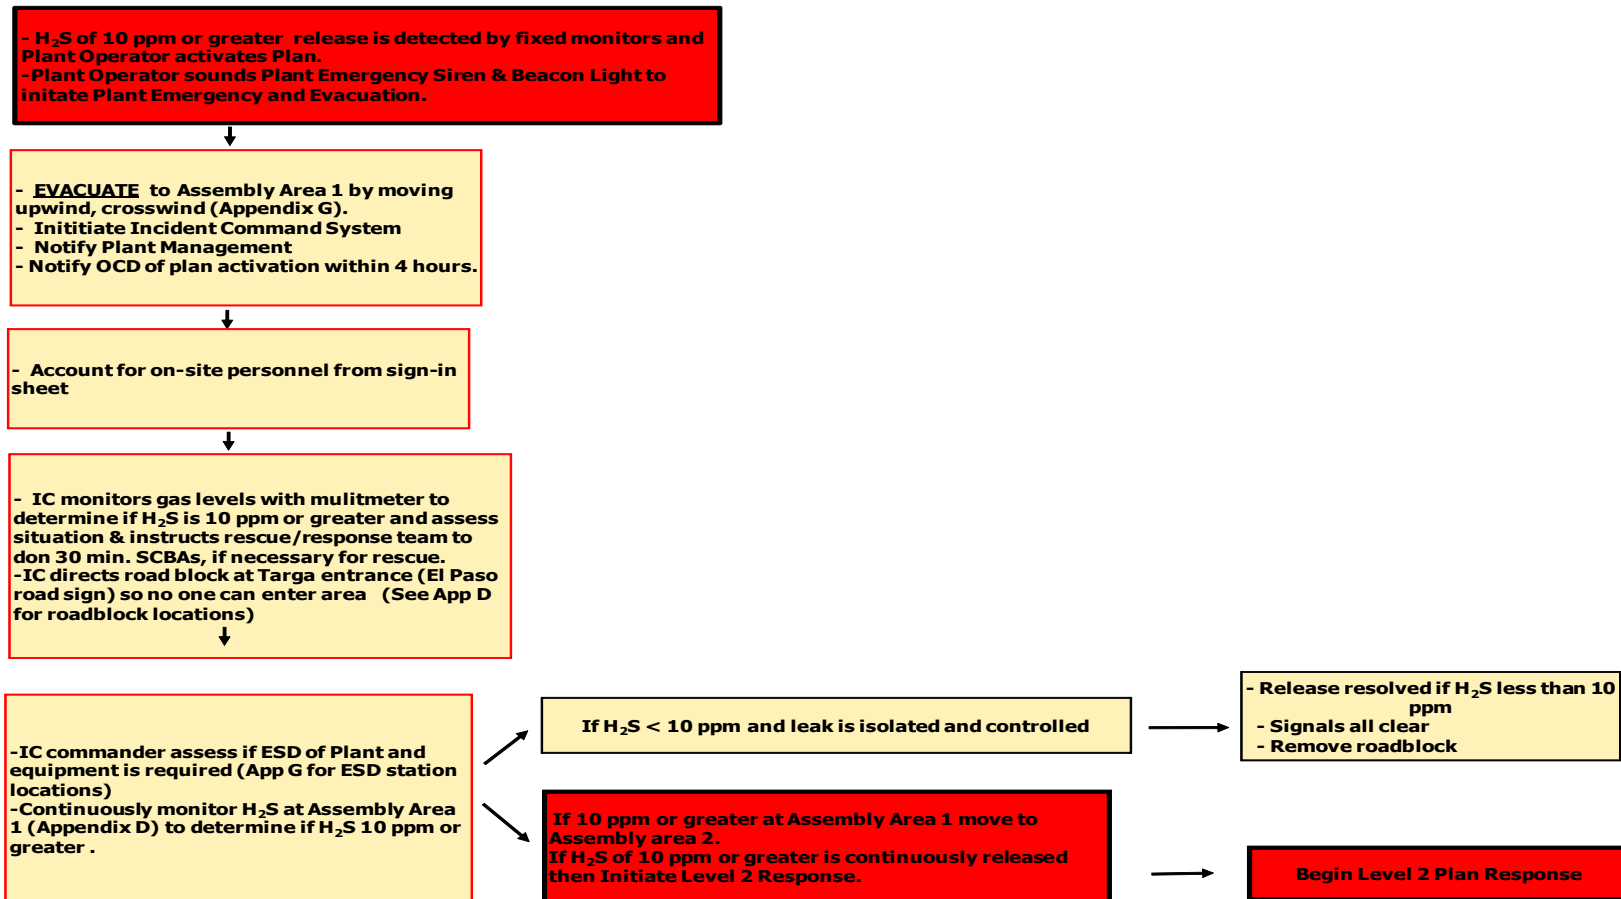 - H₂S of 10 ppm or greater release is detected by fixed monitors and
Plant Operator activates Plan.
-Plant Operator sounds Plant Emergency Siren & Beacon Light to
initate Plant Emergency and Evacuation.
- EVACUATE to Assembly Area 1 by moving
upwind, crosswind (Appendix G).
- Inititiate Incident Command System
- Notify Plant Management
- Notify OCD of plan activation within 4 hours.
- Account for on-site personnel from sign-in
sheet
- IC monitors gas levels with mulitmeter to
determine if H₂S is 10 ppm or greater and assess
situation & instructs rescue/response team to
don 30 min. SCBAs, if necessary for rescue.
-IC directs road block at Targa entrance (El Paso
road sign) so no one can enter area (See App D
for roadblock locations)
-IC commander assess if ESD of Plant and
equipment is required (App G for ESD station
locations)
-Continuously monitor H₂S at Assembly Area
1 (Appendix D) to determine if H₂S 10 ppm or
greater .
If H₂S < 10 ppm and leak is isolated and controlled
- Release resolved if H₂S less than 10
ppm
- Signals all clear
- Remove roadblock
If 10 ppm or greater at Assembly Area 1 move to
Assembly area 2.
If H₂S of 10 ppm or greater is continuously released
then Initiate Level 2 Response.
Begin Level 2 Plan Response